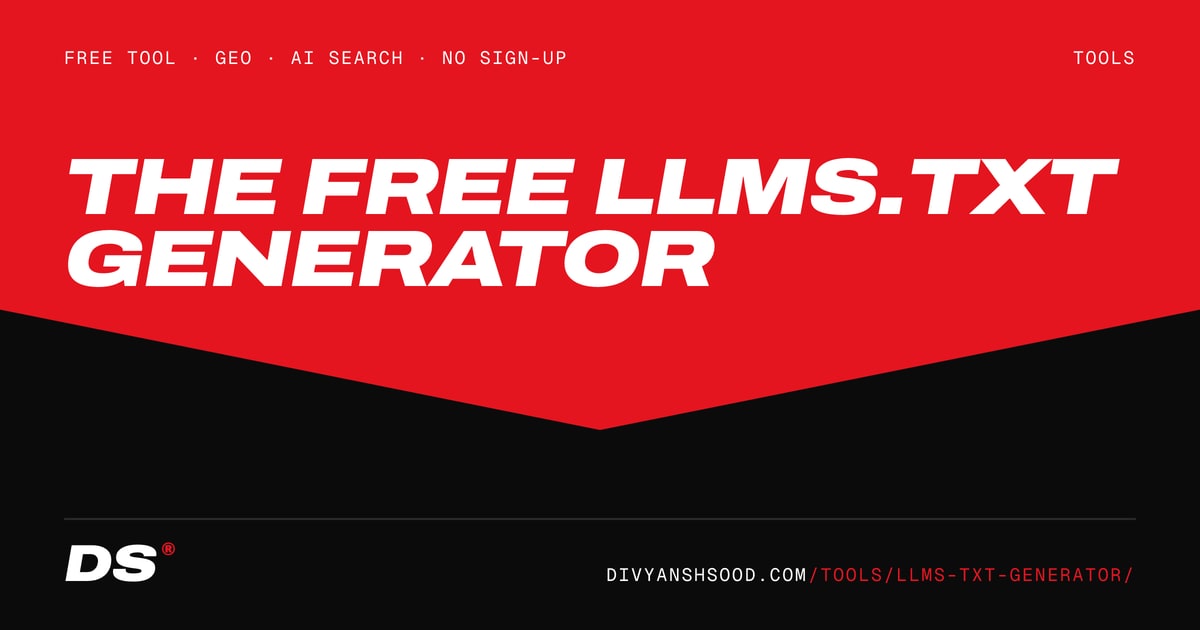 FREE TOOL · GEO · AI SEARCH · NO SIGN-UP
TOOLS
THE FREE LLMS.TXT
GENERATOR
DS®
DIVYANSHSOOD.COM/TOOLS/LLMS-TXT-GENERATOR/